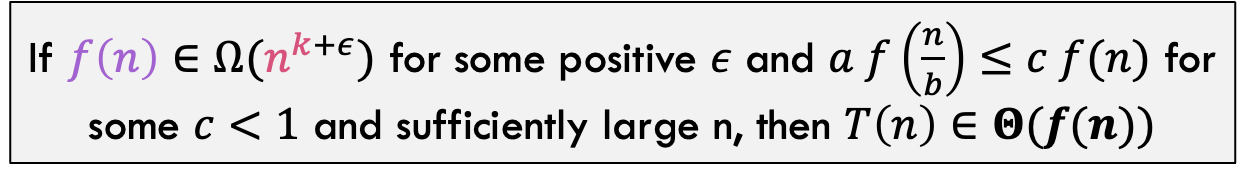 If f(n) ∈ Ω(n^{k+ϵ}) for some positive ϵ and a f(n/b) ≤ c f(n) for
some c < 1 and sufficiently large n, then T(n) ∈ Θ(f(n))